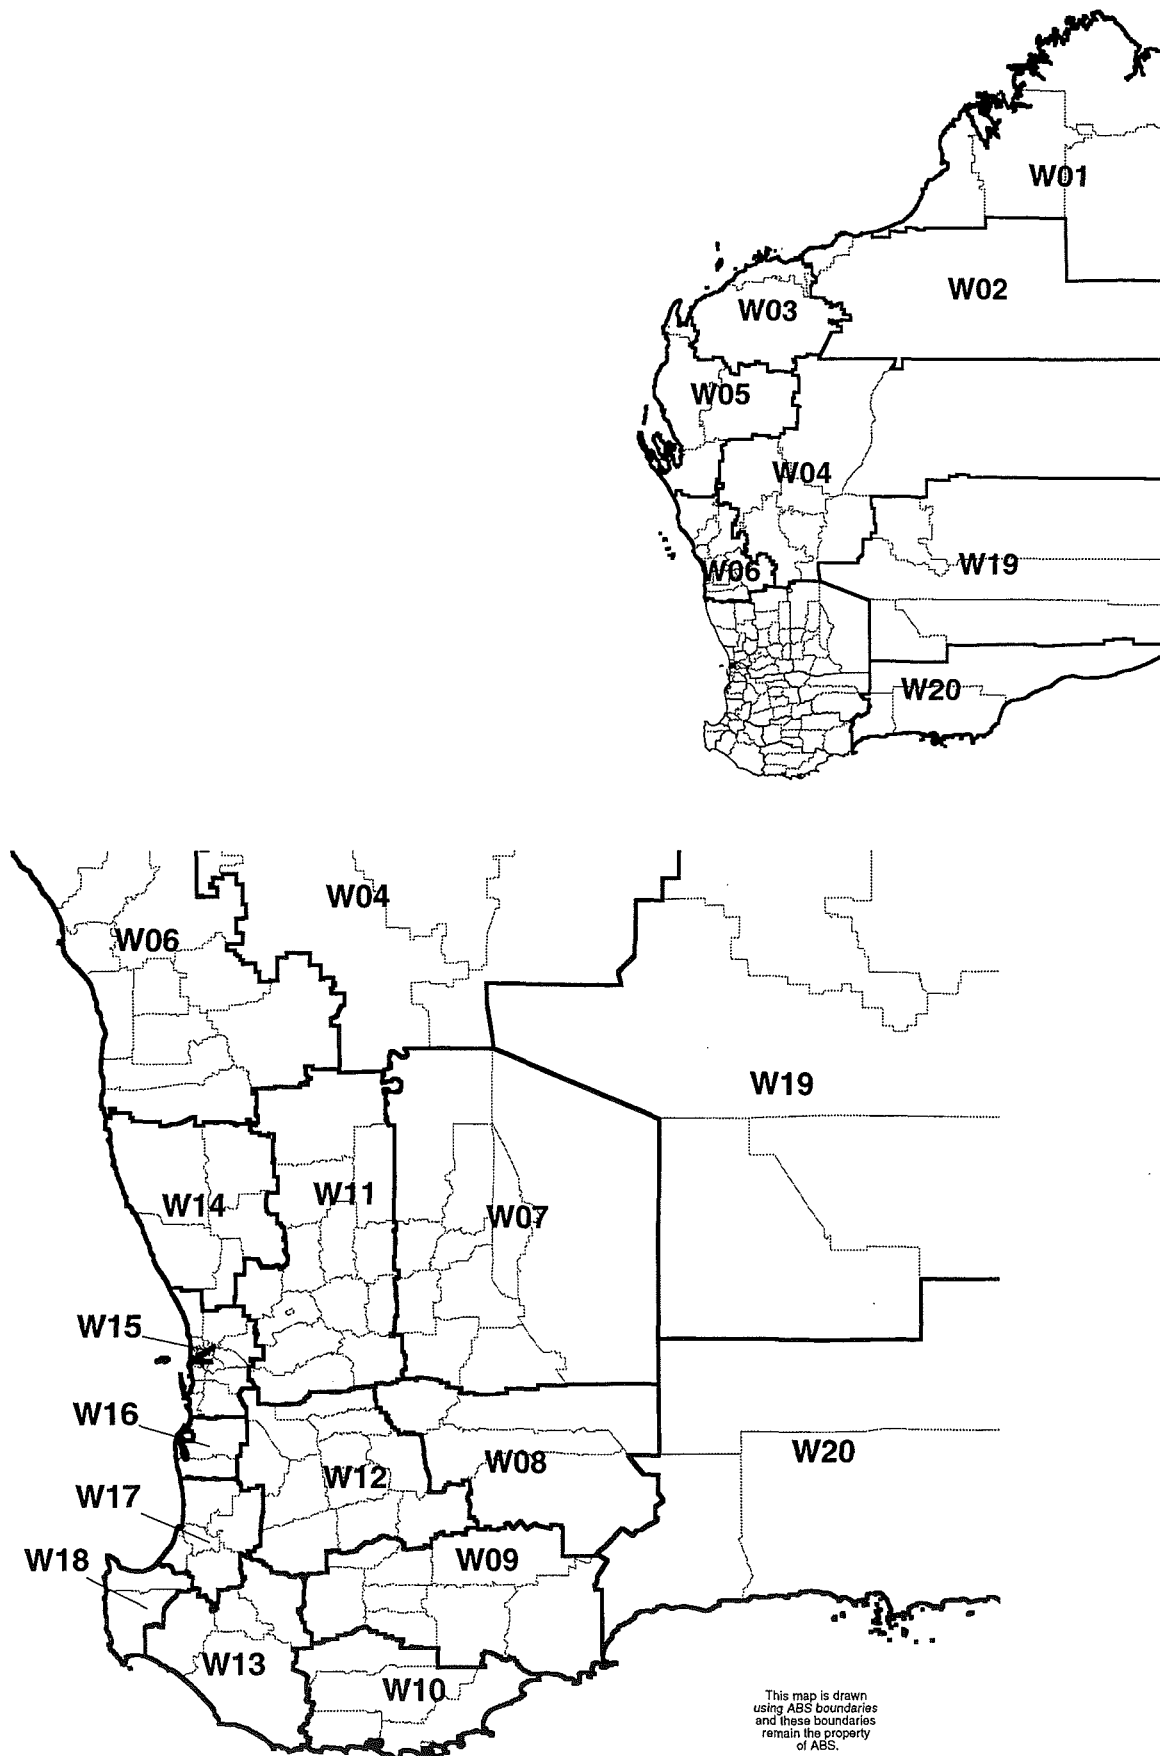 W01
W02
W03
W05
W04
W19
W06
W20
W04
W06
W19
W11
W14
W07
W15
W16
W20
W08
W12
W17
W18
W09
W13
W10
This map is drawn
using ABS boundaries
and these boundaries
remain the property
of ABS.